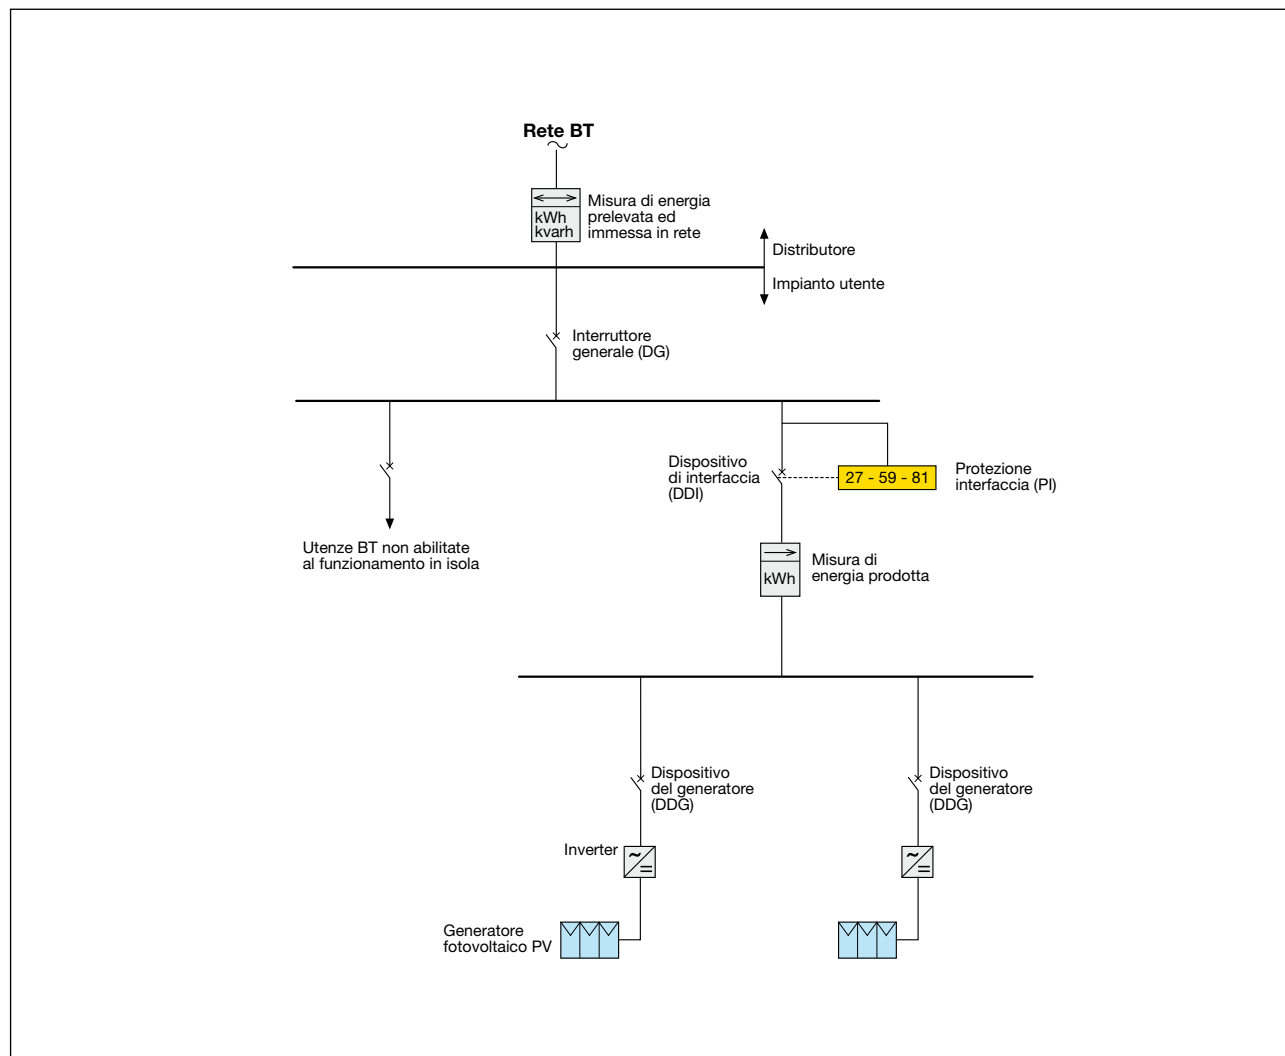 Rete BT
kWh
kvarh
Misura di energia
prelevata ed
immessa in rete
Distributore
Impianto utente
Interruttore
generale (DG)
Dispositivo
di interfaccia
(DDI)
27 - 59 - 81
Protezione
interfaccia (PI)
Utenze BT non abilitate
al funzionamento in isola
kWh
Misura di
energia prodotta
Dispositivo
del generatore
(DDG)
Dispositivo
del generatore
(DDG)
Inverter
Generatore
fotovoltaico PV